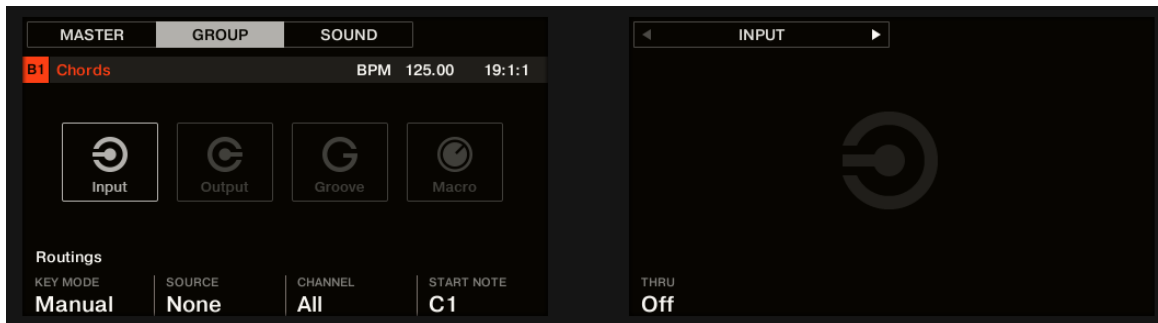 MASTER GROUP SOUND
B1 Chords BPM 125.00 19:1:1
Input Output Groove Macro
Routings
KEY MODE SOURCE CHANNEL START NOTE
Manual None All C1
INPUT
THRU
Off